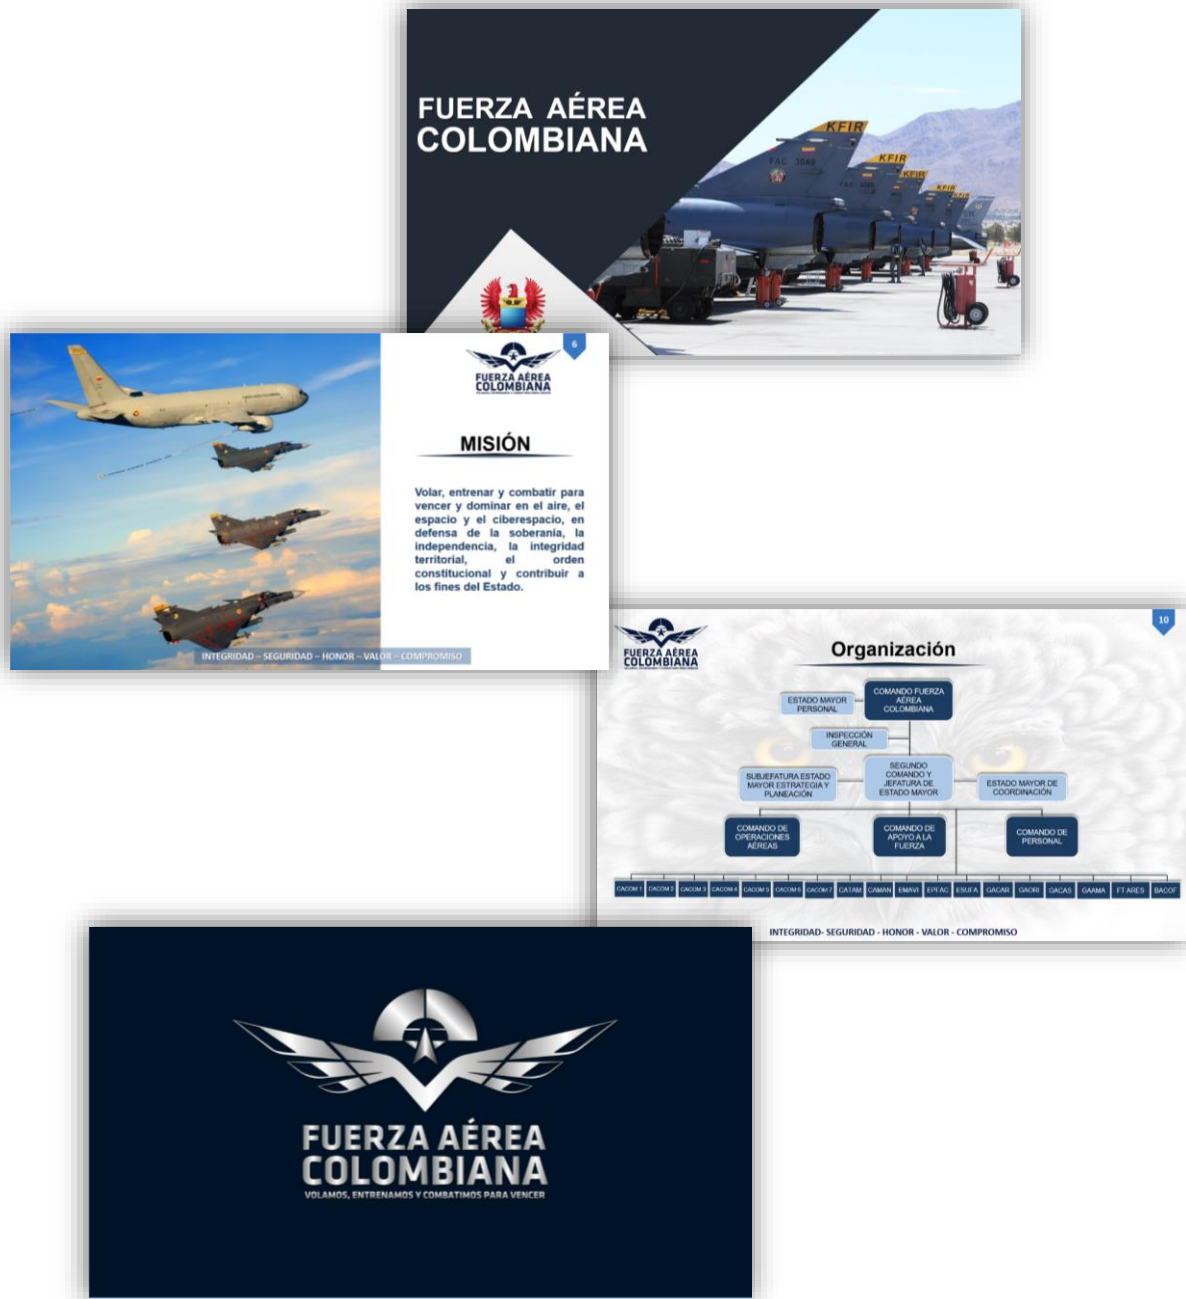 FUERZA AÉREA
COLOMBIANA
KFIR
FAC 3049
KFIR
KFIR
KFIR
KFIR
6
FUERZA AÉREA
COLOMBIANA
MISIÓN
Volar, entrenar y combatir para
vencer y dominar en el aire, el
espacio y el ciberespacio, en
defensa de la soberanía, la
independencia, la integridad
territorial, el orden
constitucional y contribuir a
los fines del Estado.
INTEGRIDAD – SEGURIDAD – HONOR – VALOR – COMPROMISO
10
FUERZA AÉREA
COLOMBIANA
Organización
COMANDO FUERZA
AÉREA
COLOMBIANA
ESTADO MAYOR
PERSONAL
INSPECCIÓN
GENERAL
SUBJEFATURA ESTADO
MAYOR ESTRATEGIA Y
PLANEACIÓN
SEGUNDO
COMANDO Y
JEFATURA DE
ESTADO MAYOR
ESTADO MAYOR DE
COORDINACIÓN
COMANDO DE
OPERACIONES
AÉREAS
COMANDO DE
APOYO A LA
FUERZA
COMANDO DE
PERSONAL
CACOM 1 CACOM 2 CACOM 3 CACOM 4 CACOM 5 CACOM 6 CACOM 7 CATAM CAMAN EMAVI EPFAC ESUFA GACAR GAORI GACAS GAAMA FT ARES BACOF
INTEGRIDAD- SEGURIDAD - HONOR - VALOR - COMPROMISO
FUERZA AÉREA
COLOMBIANA
VOLAMOS, ENTRENAMOS Y COMBATIMOS PARA VENCER